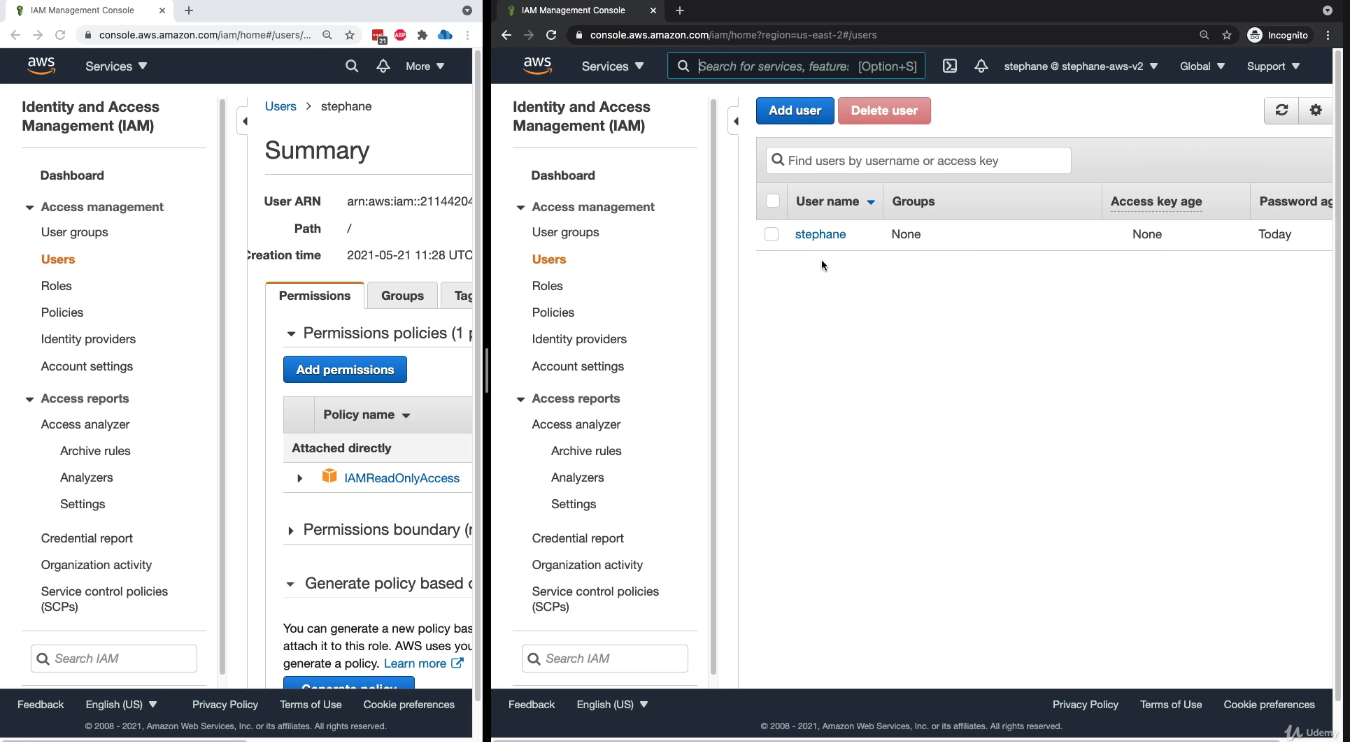 IAM Management Console
console.aws.amazon.com/iam/home#/users/...
21
ABP
aws
Services
More
Identity and Access
Management (IAM)
Dashboard
Access management
User groups
Users
Roles
Policies
Identity providers
Account settings
Access reports
Access analyzer
Archive rules
Analyzers
Settings
Credential report
Organization activity
Service control policies
(SCPs)
Search IAM
Users > stephane
Summary
User ARN arn:aws:iam::21144204
Path /
Creation time 2021-05-21 11:28 UTC
Permissions
Groups
Tag
Permissions policies (1 p
Add permissions
Policy name
Attached directly
IAMReadOnlyAccess
Permissions boundary (
Generate policy based
You can generate a new policy bas
attach it to this role. AWS uses you
generate a policy. Learn more
Generate policy
Feedback
English (US)
Privacy Policy
Terms of Use
Cookie preferences
© 2008 - 2021, Amazon Web Services, Inc. or its affiliates. All rights reserved.
IAM Management Console
console.aws.amazon.com/iam/home?region=us-east-2#/users
Incognito
aws
Services
Search for services, feature: [Option+S]
stephane @ stephane-aws-v2
Global
Support
Identity and Access
Management (IAM)
Dashboard
Access management
User groups
Users
Roles
Policies
Identity providers
Account settings
Access reports
Access analyzer
Archive rules
Analyzers
Settings
Credential report
Organization activity
Service control policies
(SCPs)
Search IAM
Add user
Delete user
Find users by username or access key
User name
Groups
Access key age
Password ag
stephane
None
None
Today
Feedback
English (US)
Privacy Policy
Terms of Use
Cookie preferences
© 2008 - 2021, Amazon Web Services, Inc. or its affiliates. All rights reserved.
Udemy